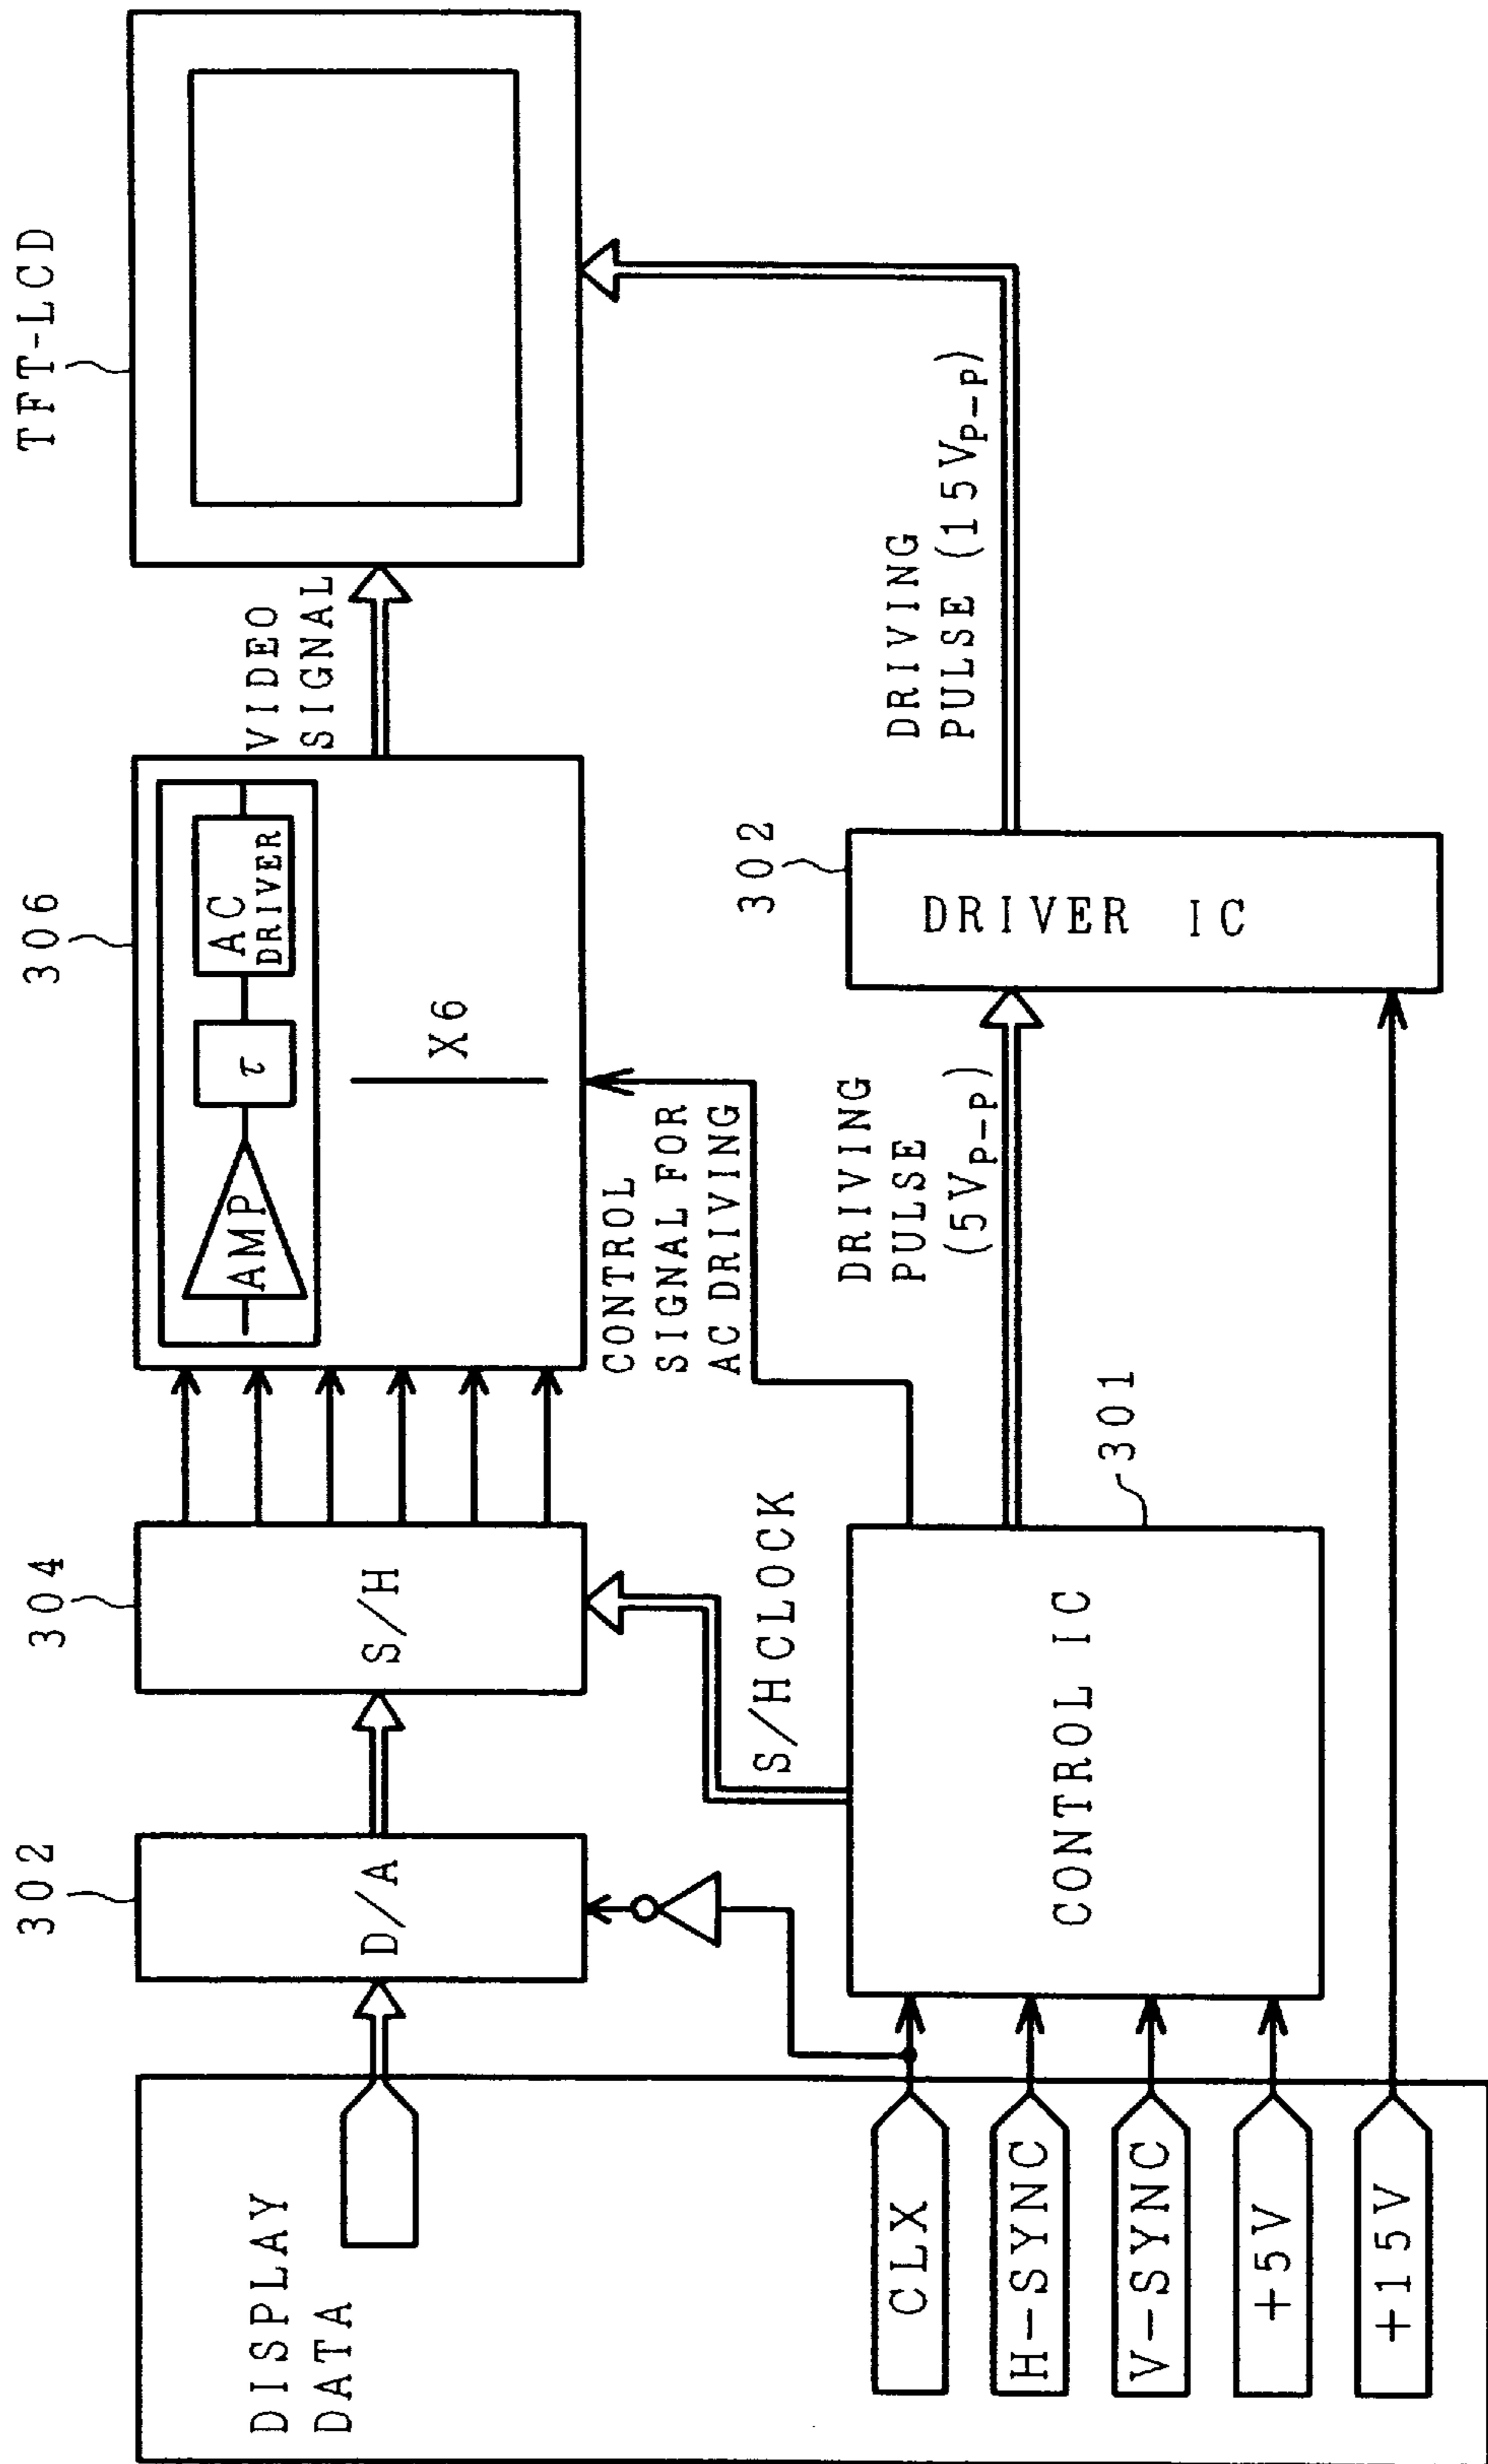 DISPLAY
DATA
CLX
H-SYNC
V-SYNC
+5V
+15V
302
D/A
304
S/H
S/HCLOCK
CONTROL IC
301
306
AMP
τ
AC
DRIVER
X6
CONTROL
SIGNAL FOR
AC DRIVING
DRIVING
PULSE
(5VP-P)
302
DRIVER IC
VIDEO
SIGNAL
DRIVING
PULSE (15VP-P)
TFT-LCD